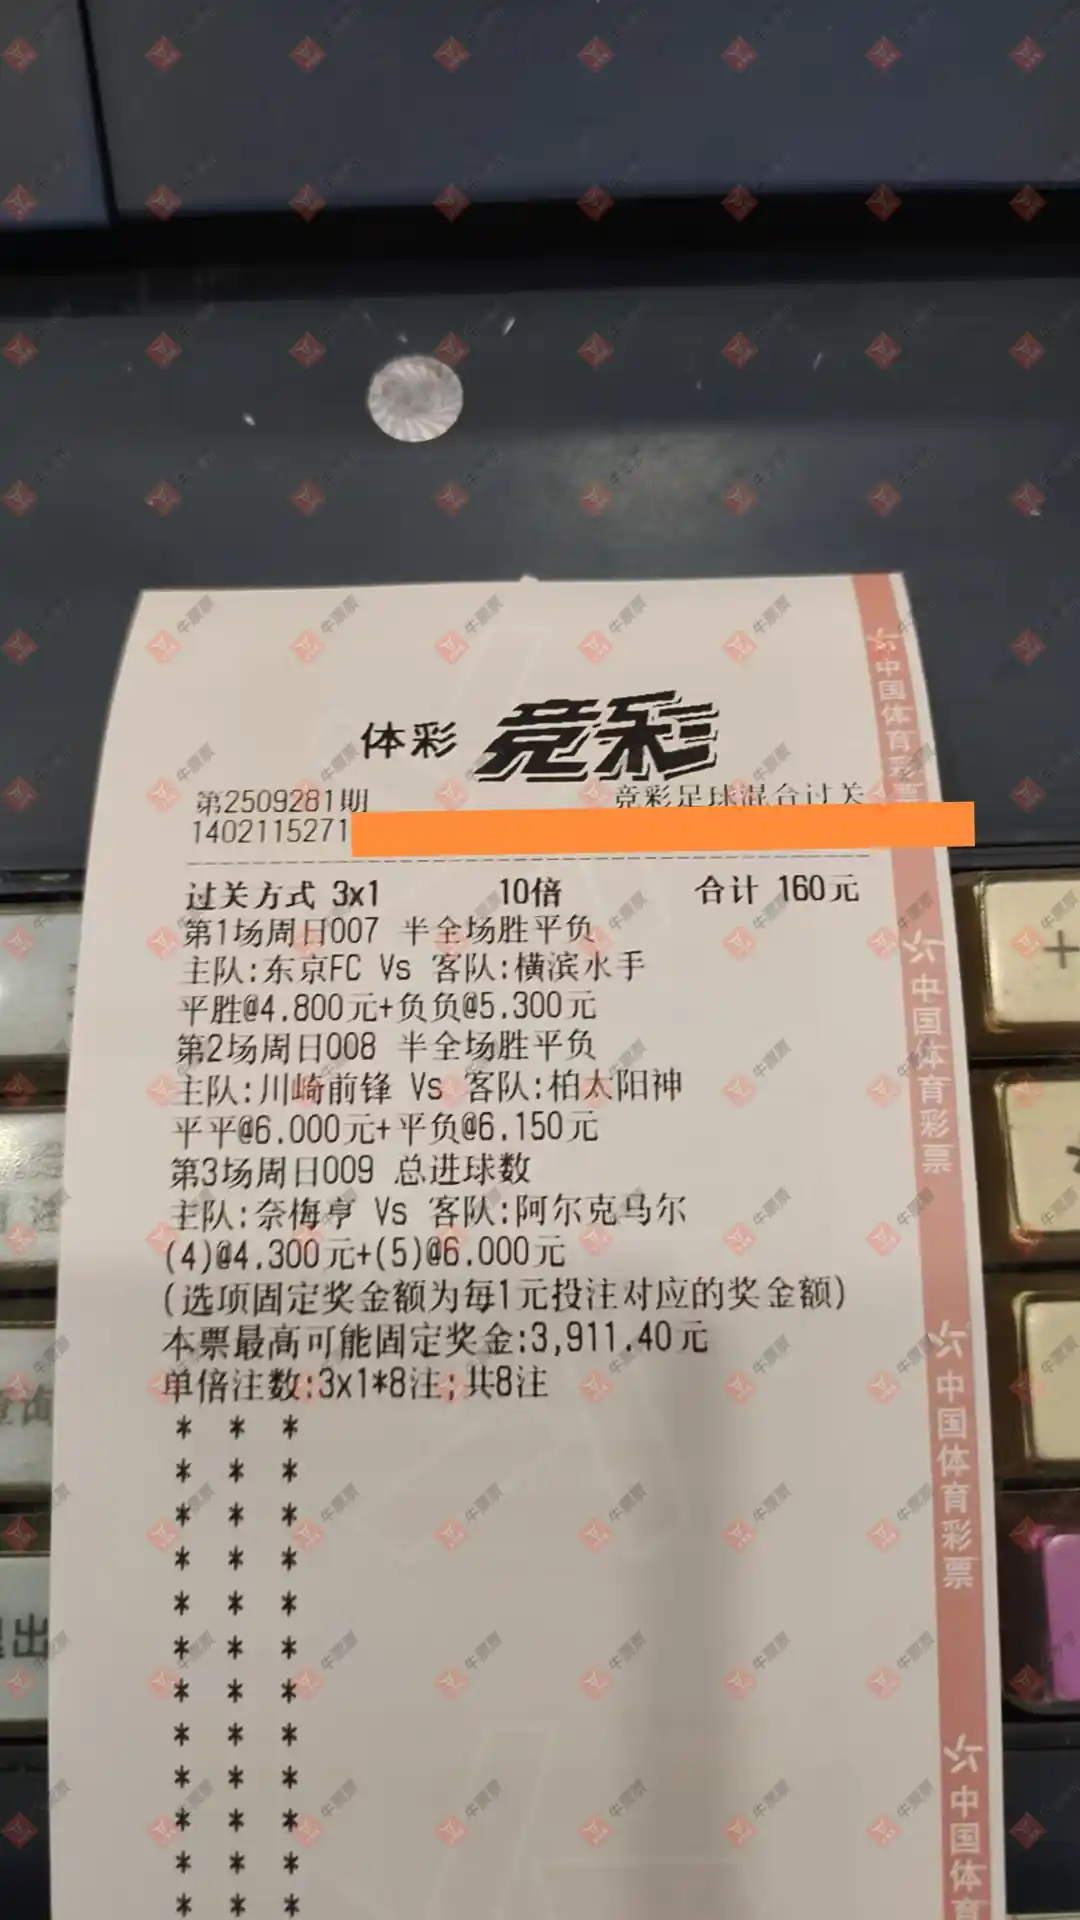 体彩 竞彩
第2509281期 竞彩足球混合过关
1402115271
过关方式 3x1 10倍 合计 160元
第1场周日007 半全场胜平负
主队:东京FC Vs 客队:横滨水手
平胜@4.800元+负负@5.300元
第2场周日008 半全场胜平负
主队:川崎前锋 Vs 客队:柏太阳神
平平@6.000元+平负@6.150元
第3场周日009 总进球数
主队:奈梅亨 Vs 客队:阿尔克马尔
(4)@4.300元+(5)@6.000元
(选项固定奖金额为每1元投注对应的奖金额)
本票最高可能固定奖金:3,911.40元
单倍注数:3x1*8注;共8注
* * *
* * *
* * *
* * *
* * *
* * *
* * *
* * *
* * *
* * *
* * *
* * *
中国体育彩票
中国体育彩票
中国体育彩票
中国体育
牛票票
+
出